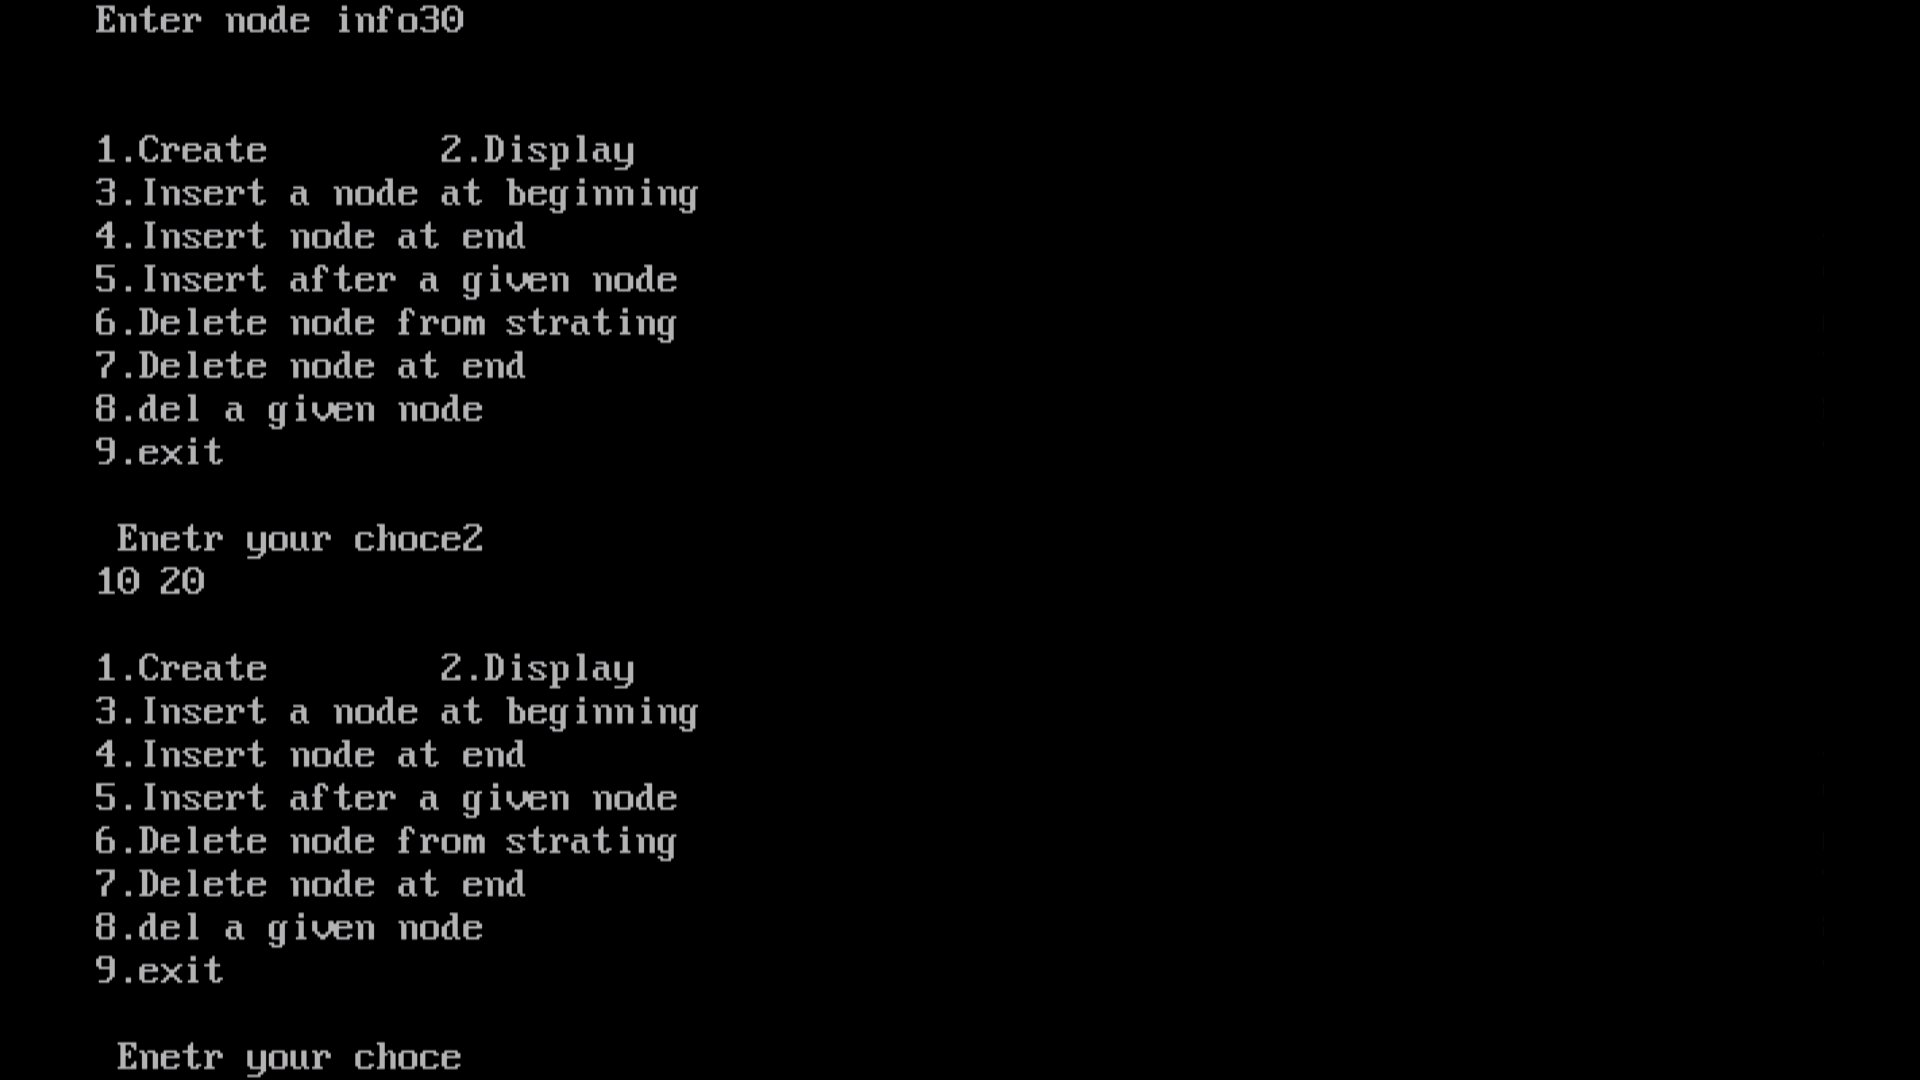 Enter node info30
1.Create 2.Display
3.Insert a node at beginning
4.Insert node at end
5.Insert after a given node
6.Delete node from strating
7.Delete node at end
8.del a given node
9.exit
Enetr your choce2
10 20
1.Create 2.Display
3.Insert a node at beginning
4.Insert node at end
5.Insert after a given node
6.Delete node from strating
7.Delete node at end
8.del a given node
9.exit
Enetr your choce